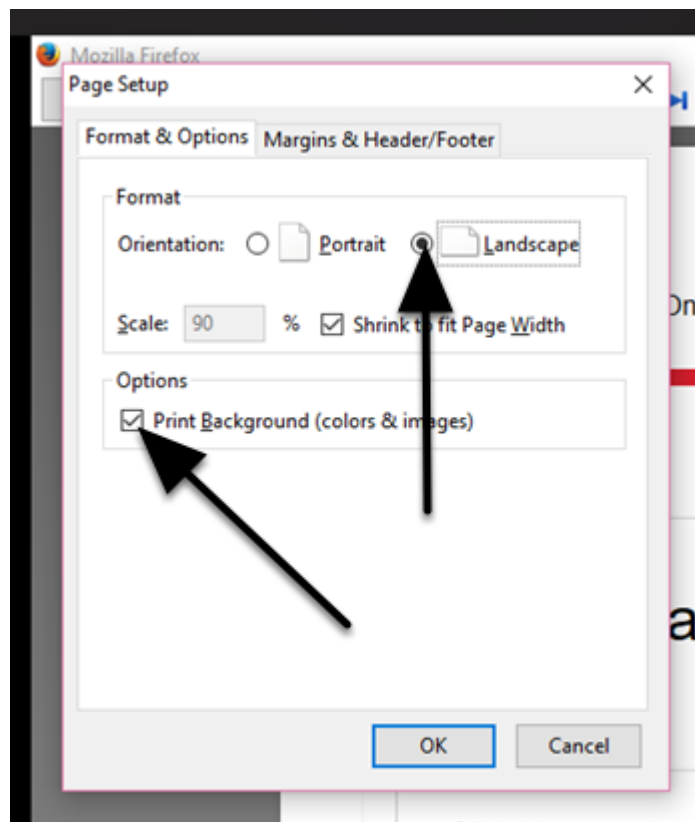 Mozilla Firefox
Page Setup
Format & Options Margins & Header/Footer
Format
Orientation: Portrait Landscape
Scale: 90 % Shrink to fit Page Width
Options
Print Background (colors & images)
OK Cancel